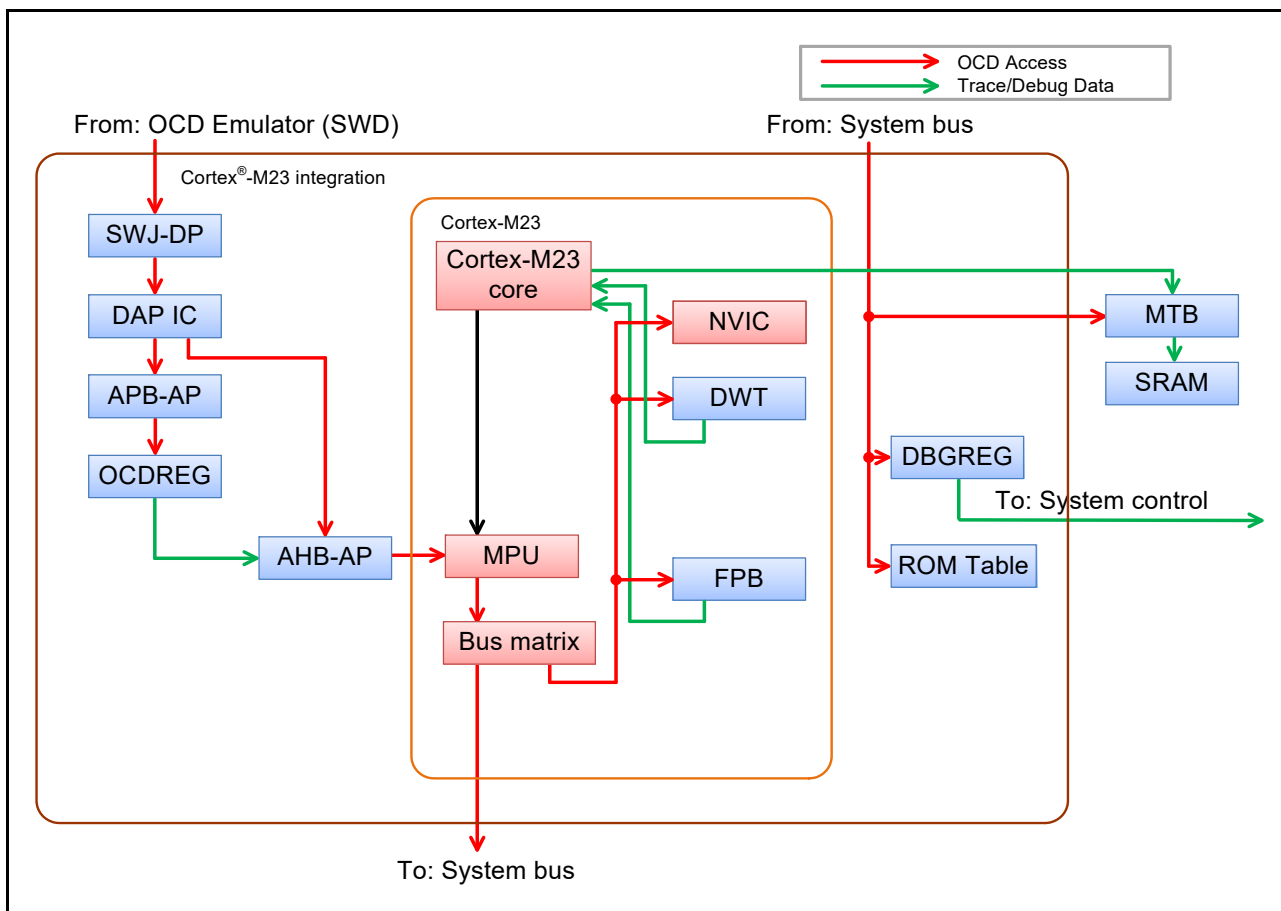 OCD Access
Trace/Debug Data
From: OCD Emulator (SWD)
From: System bus
Cortex®-M23 integration
SWJ-DP
DAP IC
APB-AP
OCDREG
AHB-AP
Cortex-M23
Cortex-M23
core
NVIC
DWT
MPU
FPB
Bus matrix
MTB
SRAM
DBGREG
To: System control
ROM Table
To: System bus